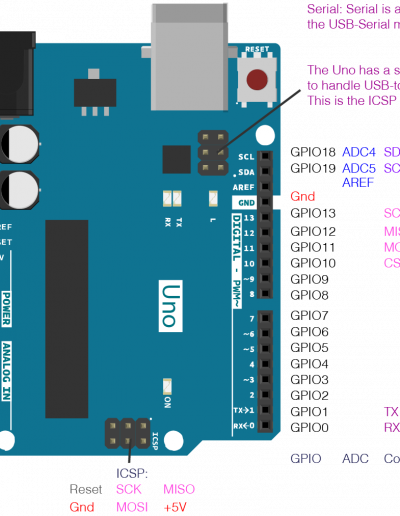 Serial: Serial is a
the USB-Serial
RESET
The Uno has a s
to handle USB-to
This is the ICSP
SCL
GPIO18 ADC4 SD
SDA
GPIO19 ADC5 SC
AREF
AREF
GND
Gnd
13
GPIO13 SC
12
GPIO12 MIS
11
GPIO11 MO
10
GPIO10 CS
~9
GPIO9
8
GPIO8
RX
TX
L
DIGITAL - PWM~
REF
SET
V
POWER
ANALOG IN
Uno
7
GPIO7
~6
GPIO6
~5
GPIO5
4
GPIO4
~3
GPIO3
2
GPIO2
TX→1
GPIO1 TX
RX←0
GPIO0 RX
ON
ICSP
GPIO ADC Co
ICSP:
Reset SCK MISO
Gnd MOSI +5V